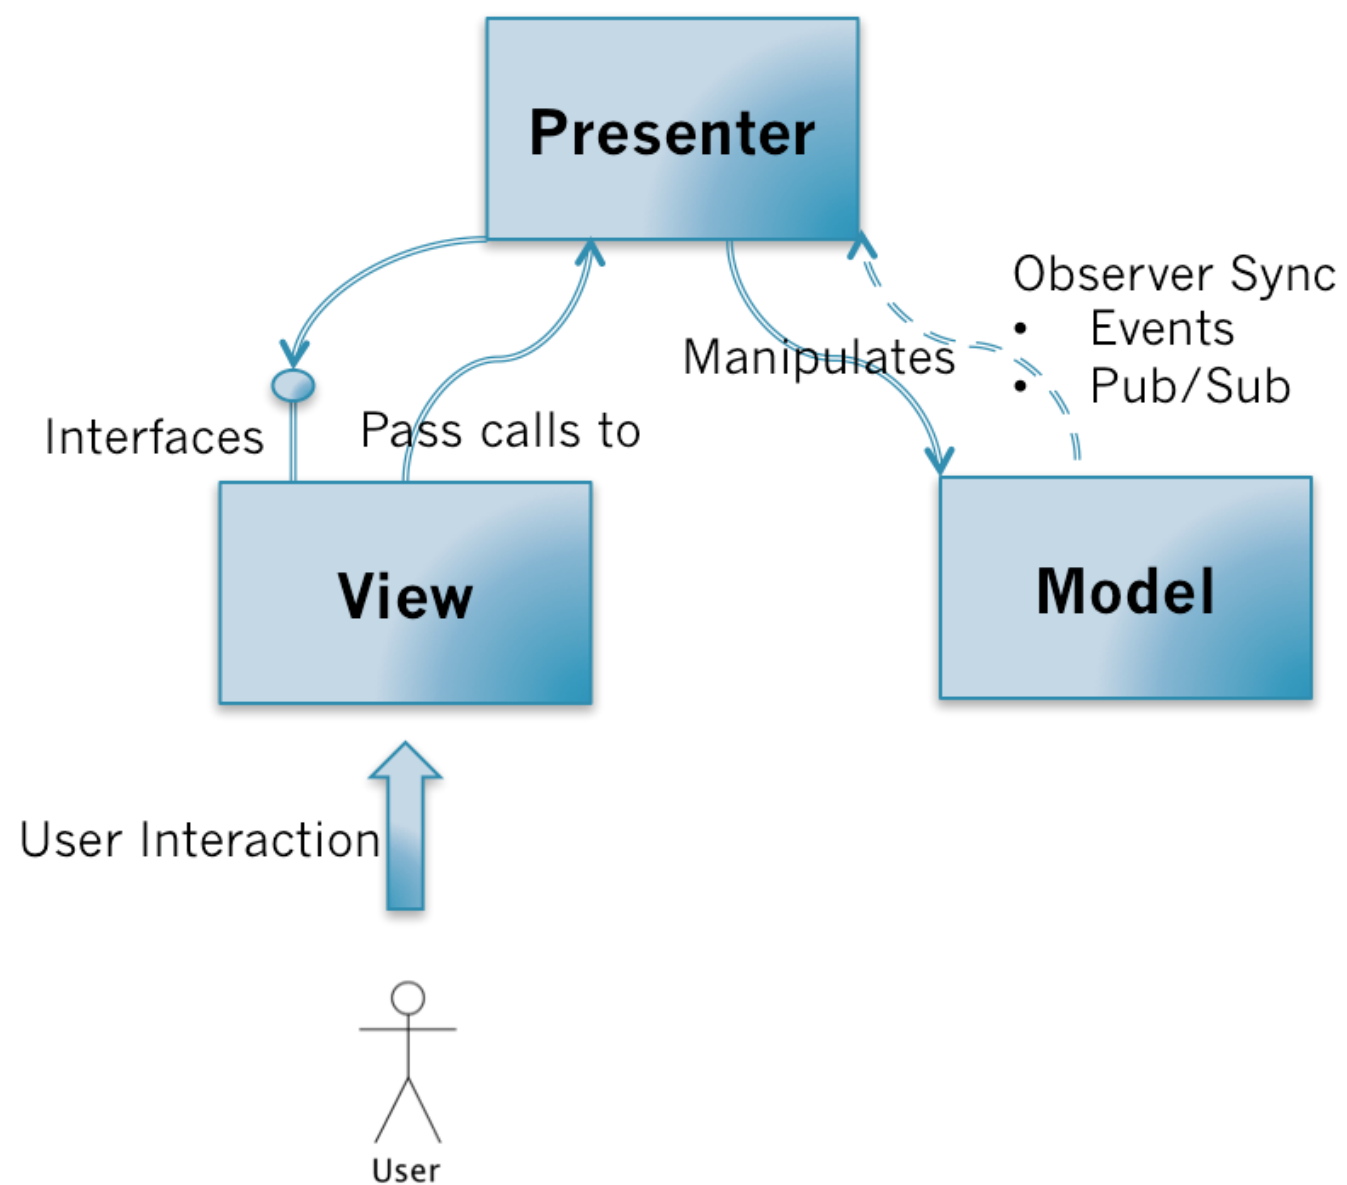 Presenter
Observer Sync
• Events
Manipulates
• Pub/Sub
Interfaces
Pass calls to
View
Model
User Interaction
User